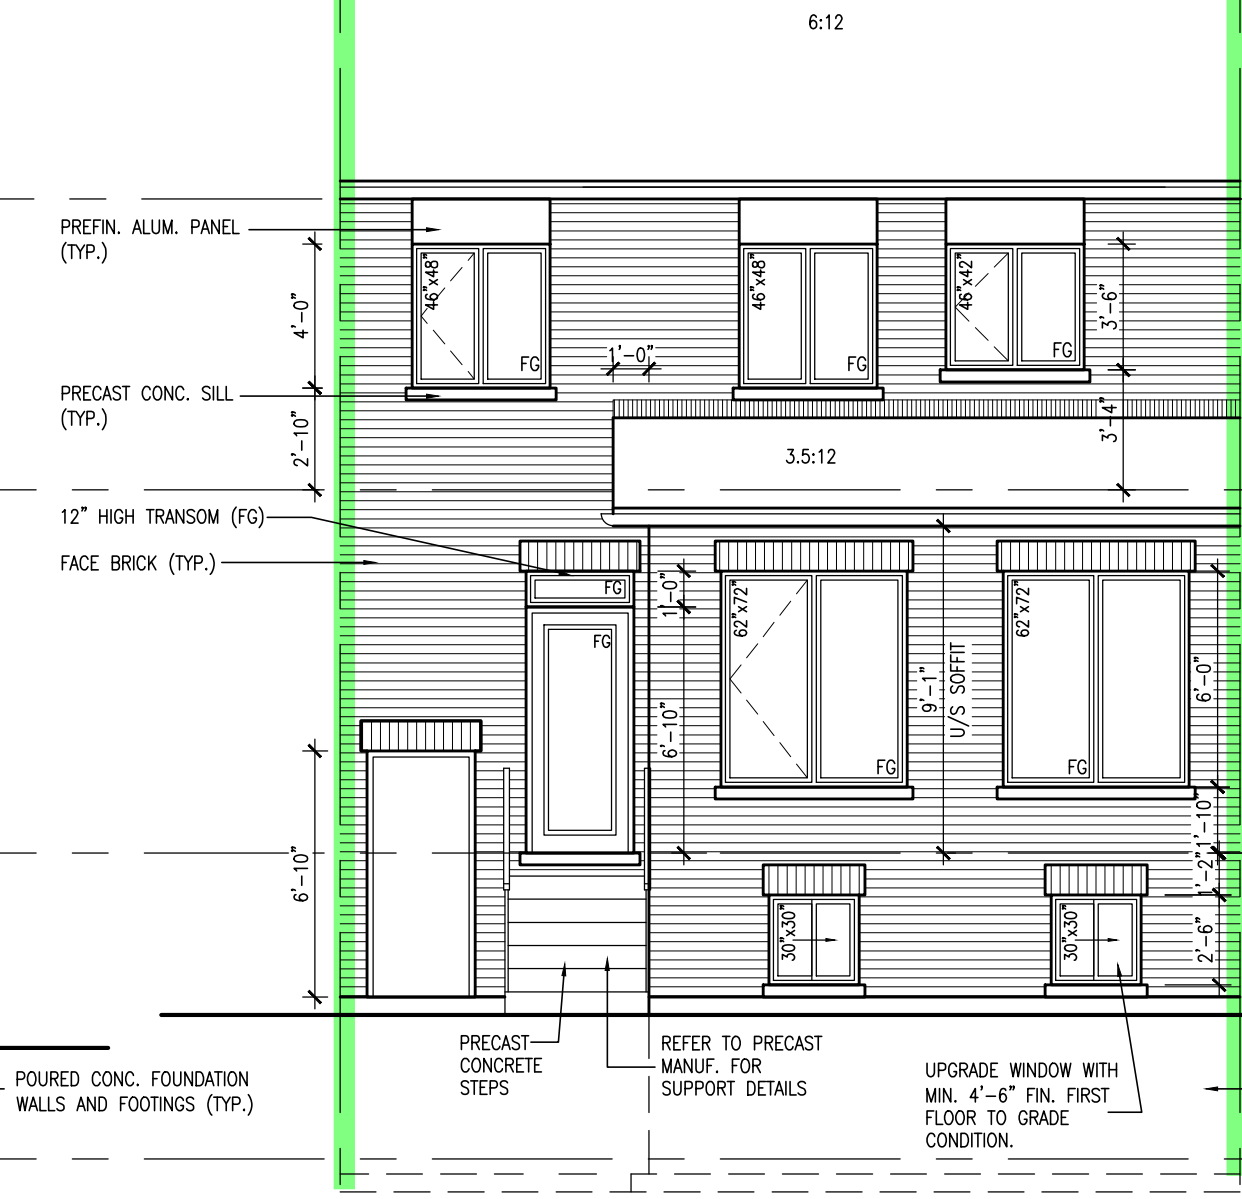 6:12
PREFIN. ALUM. PANEL
(TYP.)
46"x48"
46"x48"
46"x42"
4'-0"
3'-6"
FG
FG
FG
1'-0"
PRECAST CONC. SILL
(TYP.)
2'-10"
3'-4"
3.5:12
12" HIGH TRANSOM (FG)
FACE BRICK (TYP.)
FG
1'-0"
62"x72"
62"x72"
FG
6'-10"
9'-1"
U/S SOFFIT
6'-0"
FG
FG
1'-10"
6'-10"
1'-2"
30"x30"
30"x30"
2'-6"
PRECAST
CONCRETE
STEPS
REFER TO PRECAST
MANUF. FOR
SUPPORT DETAILS
UPGRADE WINDOW WITH
MIN. 4'-6" FIN. FIRST
FLOOR TO GRADE
CONDITION.
POURED CONC. FOUNDATION
WALLS AND FOOTINGS (TYP.)